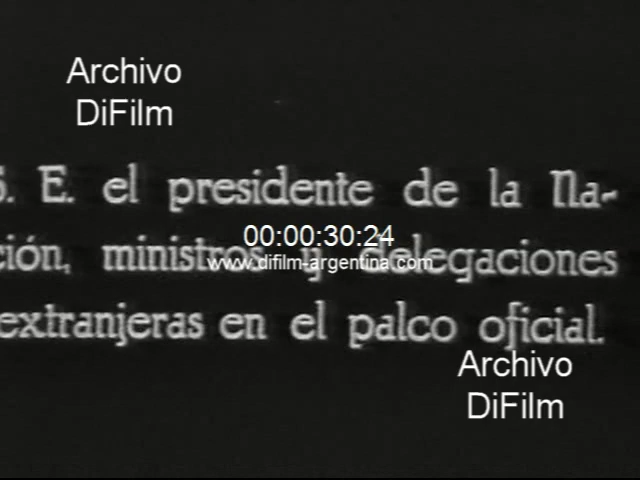 Archivo
DiFilm
S. E. el presidente de la Na-
00:00:30:24
ción, ministros y delegaciones
www.difilm-argentina.com
extranjeras en el palco oficial.
Archivo
DiFilm